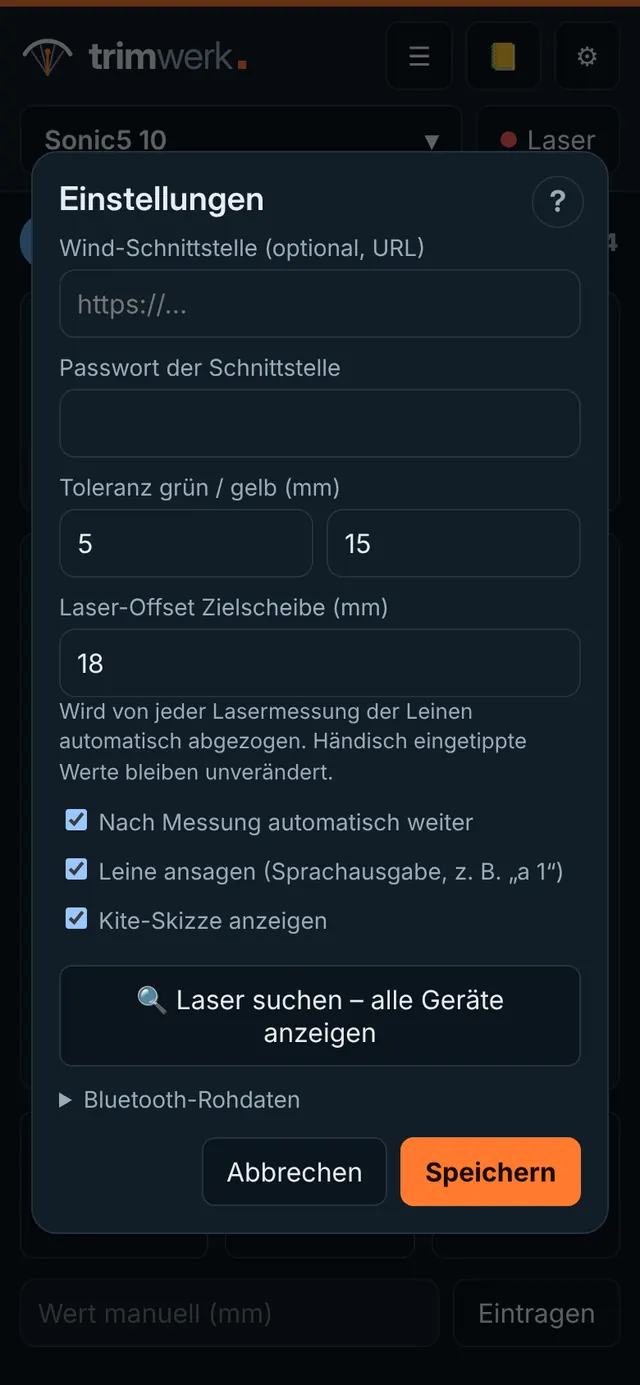 trimwerk.
Sonic5 10 ▼
Laser
4
Einstellungen
?
Wind-Schnittstelle (optional, URL)
https://...
Passwort der Schnittstelle
Toleranz grün / gelb (mm)
5
15
Laser-Offset Zielscheibe (mm)
18
Wird von jeder Lasermessung der Leinen
automatisch abgezogen. Händisch eingetippte
Werte bleiben unverändert.
Nach Messung automatisch weiter
Leine ansagen (Sprachausgabe, z. B. „a 1“)
Kite-Skizze anzeigen
🔍 Laser suchen – alle Geräte
anzeigen
▶ Bluetooth-Rohdaten
Abbrechen
Speichern
Wert manuell (mm)
Eintragen